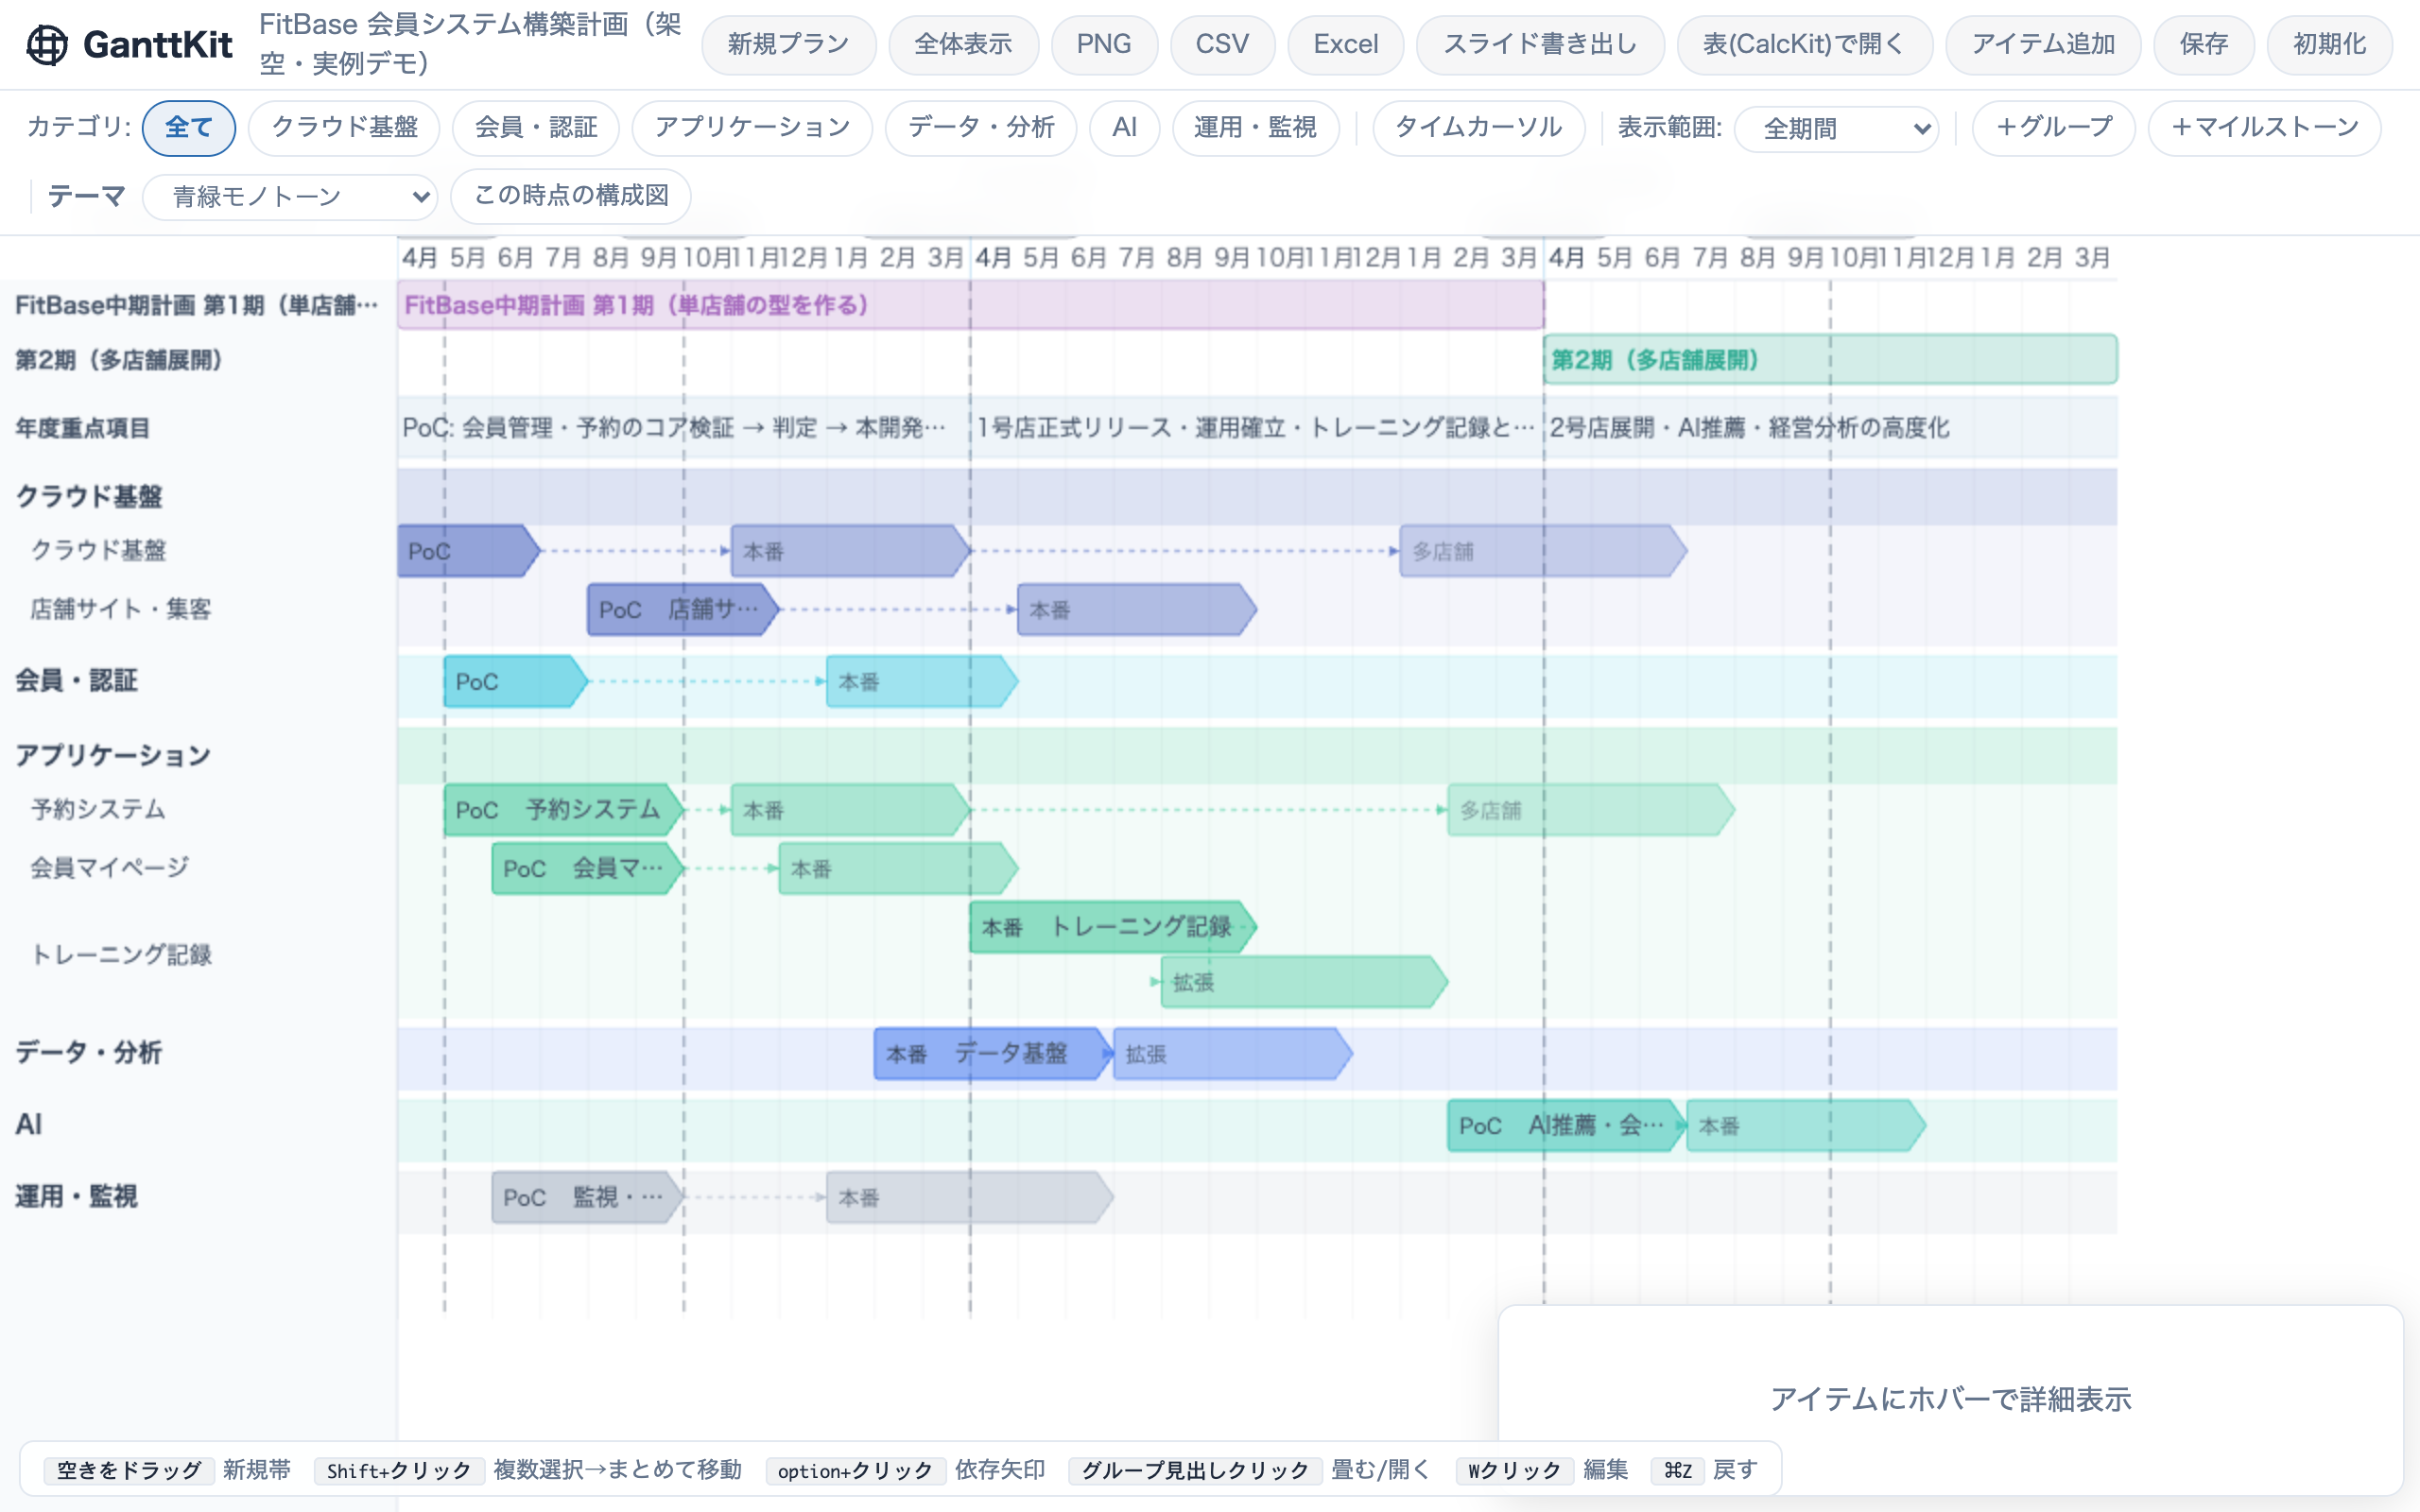 GanttKit
FitBase 会員システム構築計画（架
空・実例デモ）
新規プラン 全体表示 PNG CSV Excel スライド書き出し 表(CalcKit)で開く アイテム追加 保存 初期化
カテゴリ: 全て クラウド基盤 会員・認証 アプリケーション データ・分析 AI 運用・監視 タイムカーソル 表示範囲: 全期間 ＋グループ ＋マイルストーン
テーマ 青緑モノトーン この時点の構成図
4月 5月 6月 7月 8月 9月 10月 11月 12月 1月 2月 3月 4月 5月 6月 7月 8月 9月 10月 11月 12月 1月 2月 3月 4月 5月 6月 7月 8月 9月 10月 11月 12月 1月 2月 3月
FitBase中期計画 第1期（単店舗… FitBase中期計画 第1期（単店舗の型を作る）
第2期（多店舗展開） 第2期（多店舗展開）
年度重点項目 PoC: 会員管理・予約のコア検証 → 判定 → 本開発… 1号店正式リリース・運用確立・トレーニング記録と… 2号店展開・AI推薦・経営分析の高度化
クラウド基盤
クラウド基盤 PoC 本番 多店舗
店舗サイト・集客 PoC 店舗サ… 本番
会員・認証 PoC 本番
アプリケーション
予約システム PoC 予約システム 本番 多店舗
会員マイページ PoC 会員マ… 本番
本番 トレーニング記録
トレーニング記録
拡張
データ・分析 本番 データ基盤 拡張
AI PoC AI推薦・会… 本番
運用・監視 PoC 監視・… 本番
アイテムにホバーで詳細表示
空きをドラッグ 新規帯 Shift+クリック 複数選択→まとめて移動 option+クリック 依存矢印 グループ見出しクリック 畳む/開く Wクリック 編集 ⌘Z 戻す